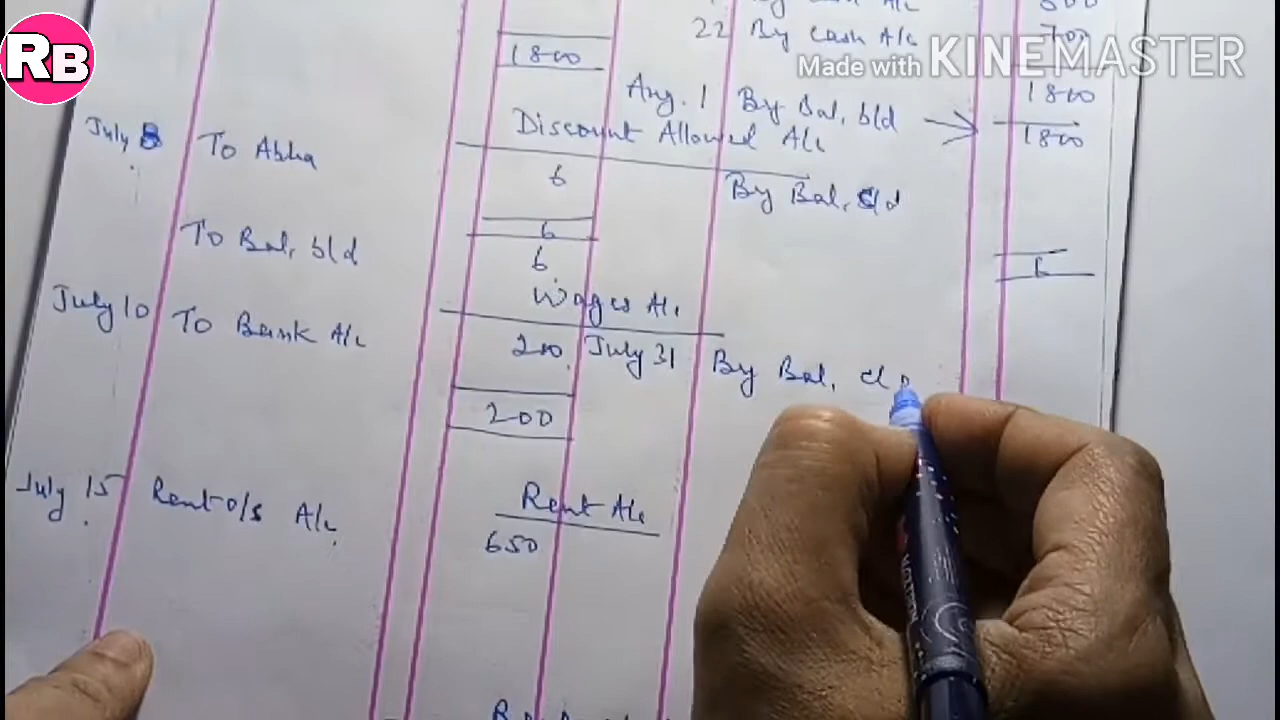 RB
Made with KINEMASTER
22 By Cash A/c 700
1800 1800
Aug. 1 By Bal. b/d 1800
Discount Allowed A/c
July 8 To Abha 6 By Bal. c/d
6 6
To Bal. b/d 6
Wages A/c
July 10 To Bank A/c 200 July 31 By Bal. c/d
200
Rent A/c
July 15 Rent o/s A/c 650